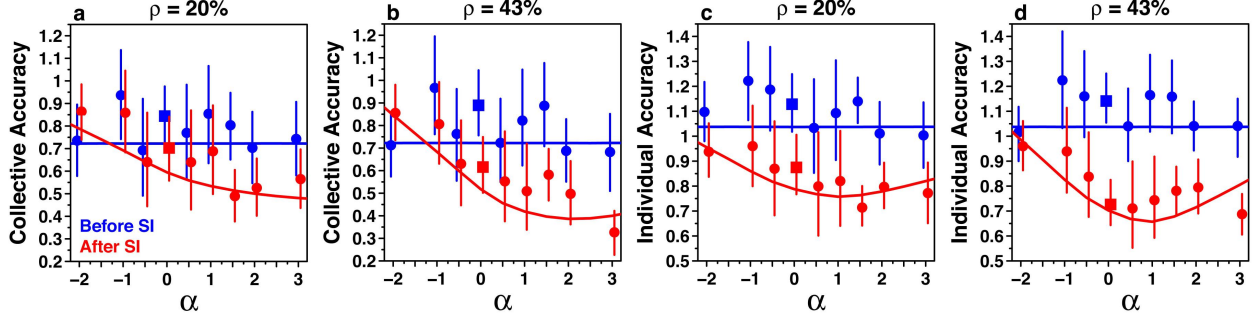 a ρ = 20%
Collective Accuracy
1.2
1.1
1
0.9
0.8
0.7
0.6
0.5
0.4
0.3
0.2
Before SI
After SI
−2 −1 0 1 2 3
α
b ρ = 43%
Collective Accuracy
1.2
1.1
1
0.9
0.8
0.7
0.6
0.5
0.4
0.3
0.2
−2 −1 0 1 2 3
α
c ρ = 20%
Individual Accuracy
1.4
1.3
1.2
1.1
1
0.9
0.8
0.7
0.6
0.5
−2 −1 0 1 2 3
α
d ρ = 43%
Individual Accuracy
1.4
1.3
1.2
1.1
1
0.9
0.8
0.7
0.6
0.5
−2 −1 0 1 2 3
α